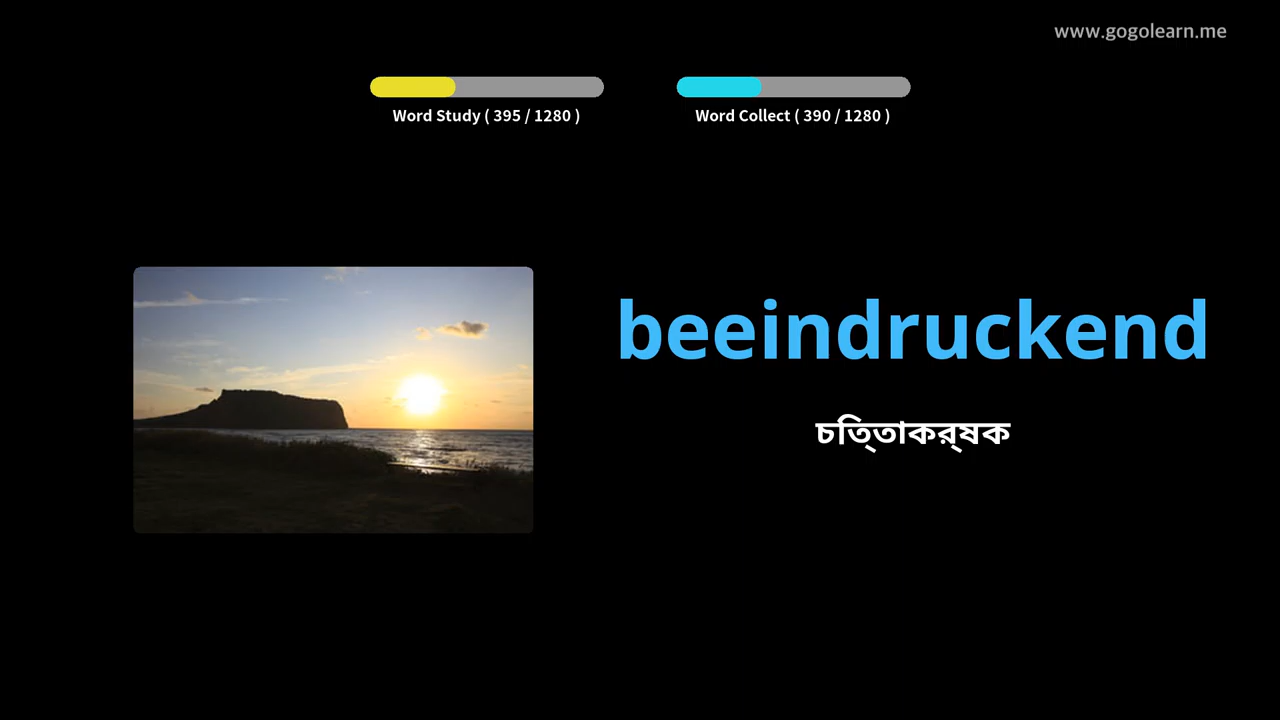 www.gogolearn.me
Word Study ( 395 / 1280 )
Word Collect ( 390 / 1280 )
beeindruckend
চিত্তাকর্ষক